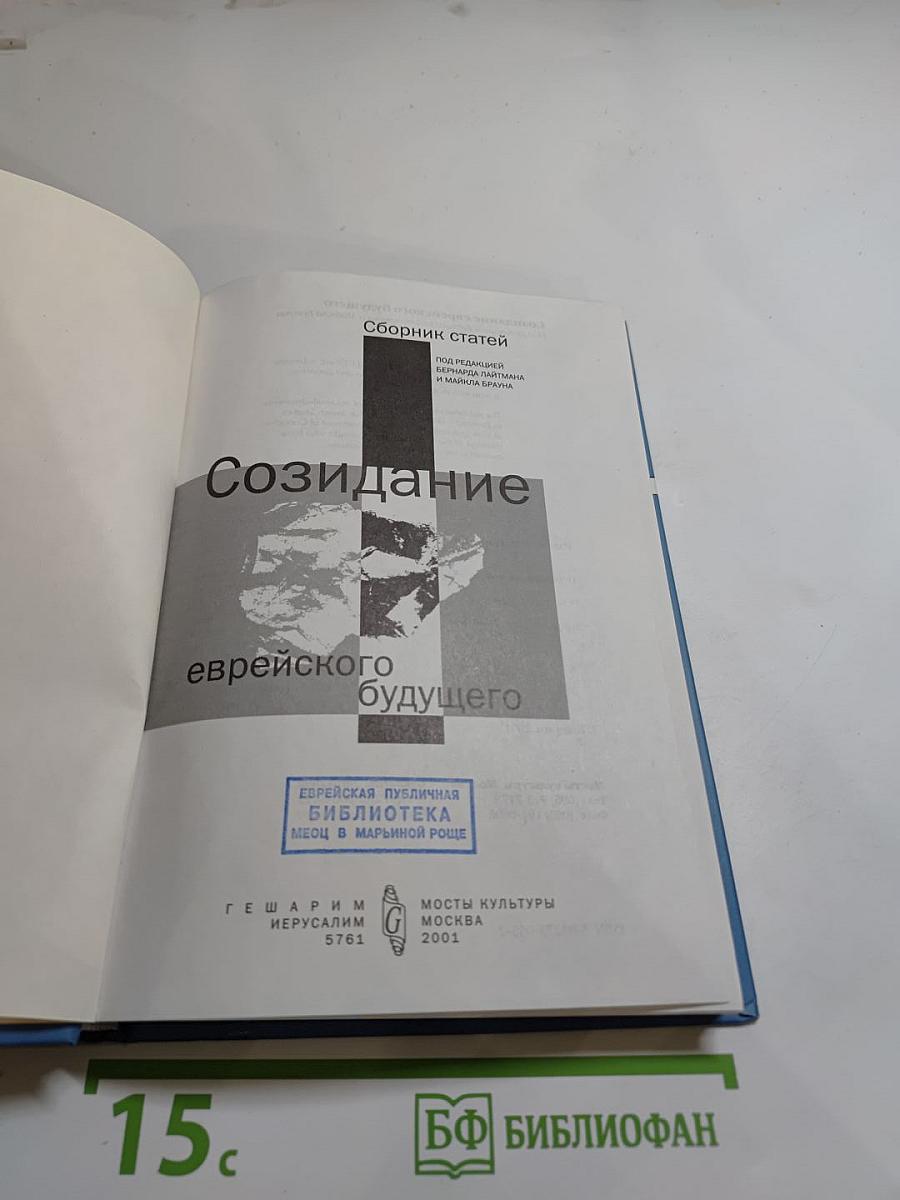 Сборник статей
ПОД РЕДАКЦИЕЙ
БЕРНАРДА ЛАЙТМАНА
И МАЙКЛА БРАУНА
Созидание
еврейского
будущего
ЕВРЕЙСКАЯ ПУБЛИЧНАЯ
БИБЛИОТЕКА
МЕОЦ В МАРЬИНОЙ РОЩЕ
ГЕШАРИМ
ИЕРУСАЛИМ
5761
G
МОСТЫ КУЛЬТУРЫ
МОСКВА
2001
15 с
БФ БИБЛИОФАН